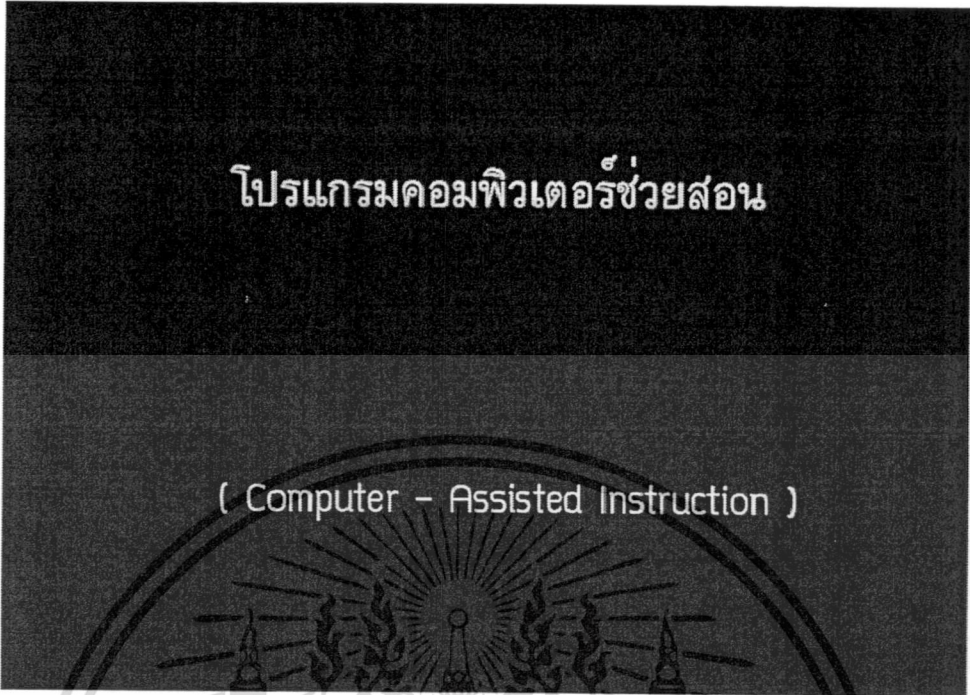 โปรแกรมคอมพิวเตอร์ช่วยสอน
( Computer - Assisted Instruction )